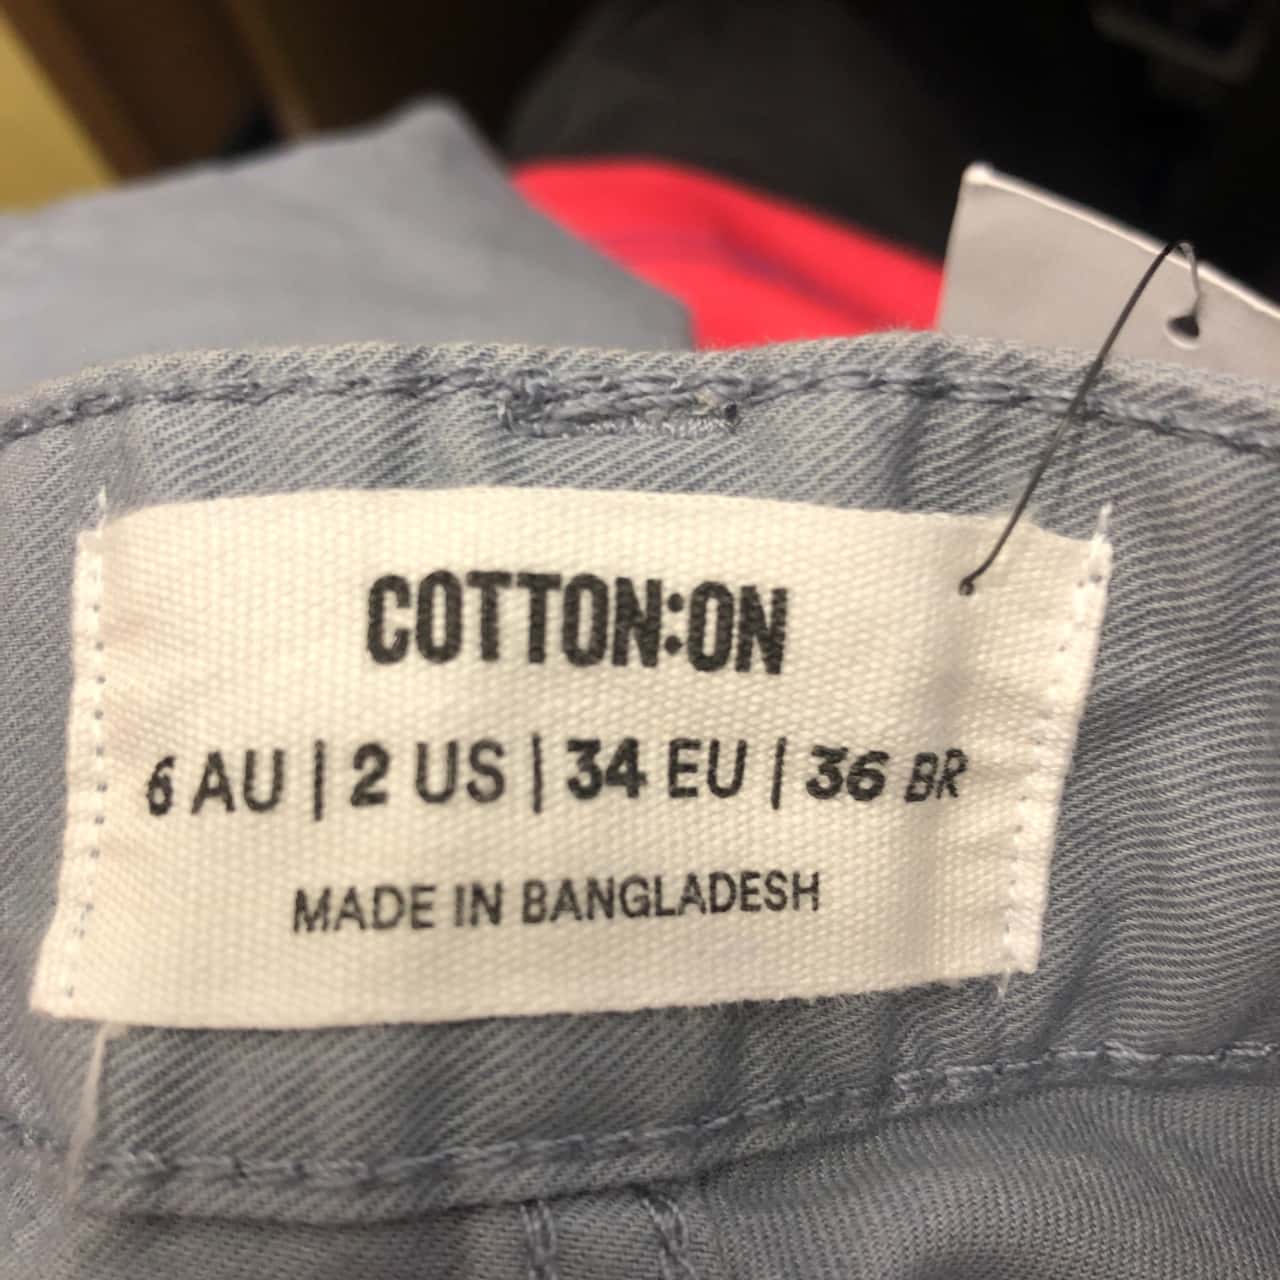 COTTON:ON
6 AU | 2 US | 34 EU | 36 BR
MADE IN BANGLADESH